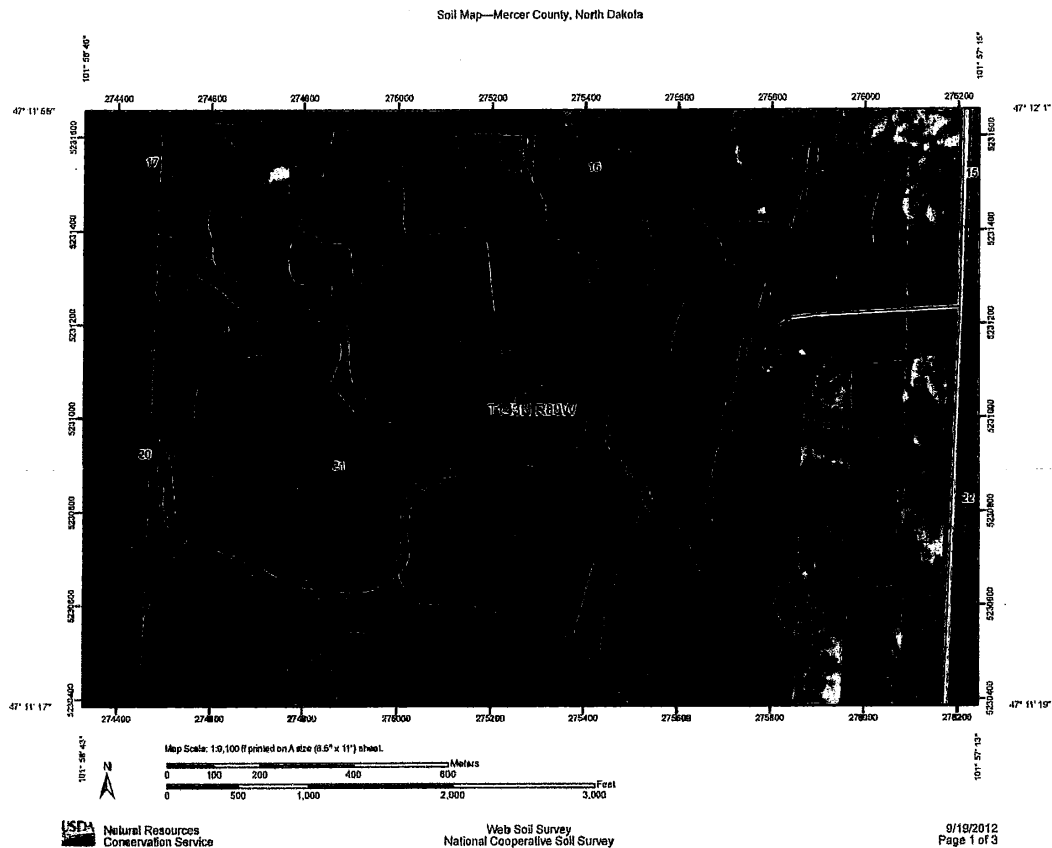 Soil Map—Mercer County, North Dakota
101° 58' 46"
101° 57' 15"
274400 274600 274800 275000 275200 275400 275600 275800 276000 276200
47° 11' 56"
47° 12' 1"
5231600
5231400
5231200
5231000
5230800
5230600
5230400
5231600
5231400
5231200
5231000
5230800
5230600
5230400
17
16
15
20
21
22
47° 11' 17"
47° 11' 19"
274400 274600 274800 275000 275200 275400 275600 275800 276000 276200
101° 58' 43"
101° 57' 13"
Map Scale: 1:9,100 if printed on A size (8.5" x 11") sheet.
N
Meters
0 100 200 400 600
Feet
0 500 1,000 2,000 3,000
USDA
Natural Resources
Conservation Service
Web Soil Survey
National Cooperative Soil Survey
9/19/2012
Page 1 of 3